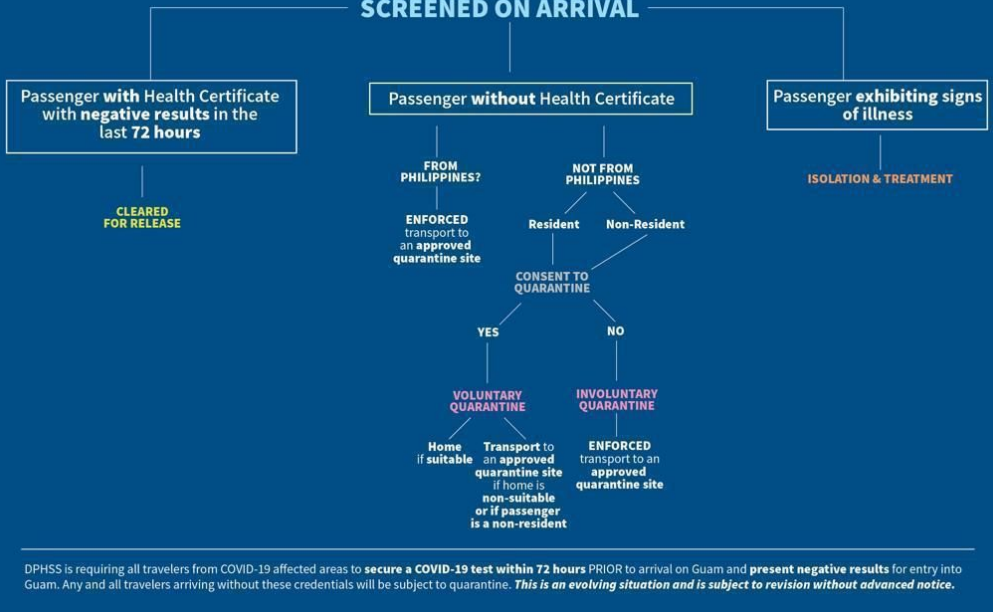 SCREENED ON ARRIVAL
Passenger with Health Certificate
with negative results in the
last 72 hours
CLEARED
FOR RELEASE
Passenger without Health Certificate
FROM
PHILIPPINES?
ENFORCED
transport to
an approved
quarantine site
NOT FROM
PHILIPPINES
Resident
Non-Resident
CONSENT TO
QUARANTINE
YES
NO
VOLUNTARY
QUARANTINE
Home
if suitable
Transport to
an approved
quarantine site
if home is
non-suitable
or if passenger
is a non-resident
INVOLUNTARY
QUARANTINE
ENFORCED
transport to an
approved
quarantine site
Passenger exhibiting signs
of illness
ISOLATION & TREATMENT
DPHSS is requiring all travelers from COVID-19 affected areas to secure a COVID-19 test within 72 hours PRIOR to arrival on Guam and present negative results for entry into
Guam. Any and all travelers arriving without these credentials will be subject to quarantine. This is an evolving situation and is subject to revision without advanced notice.